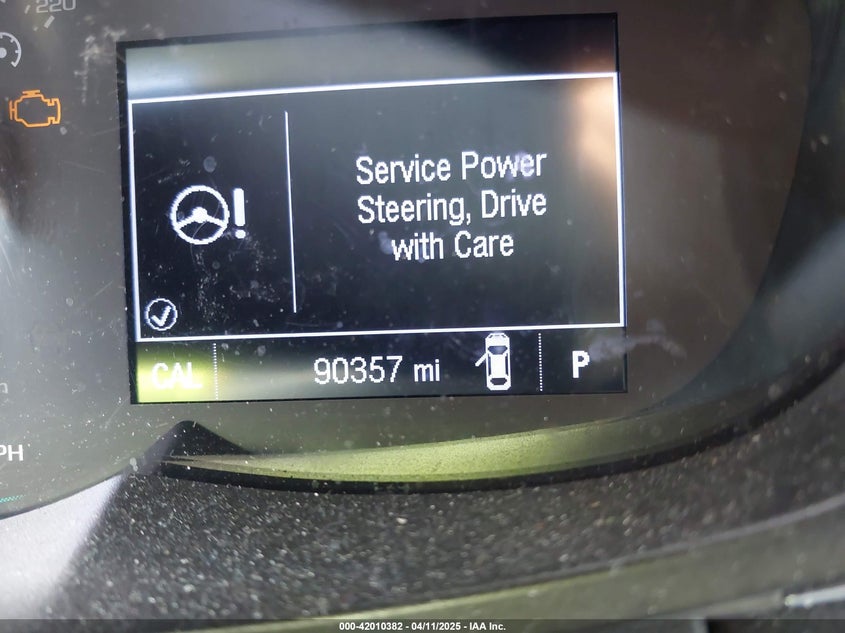 220
Service Power
Steering, Drive
with Care
CAL
90357 mi
P
PH
000-42010382 - 04/11/2025 - IAA Inc.